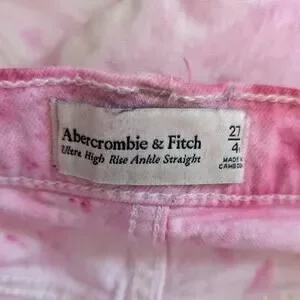 Abercrombie & Fitch
Ultra High Rise Ankle Straight
27
4
MADE IN
CAMBODIA